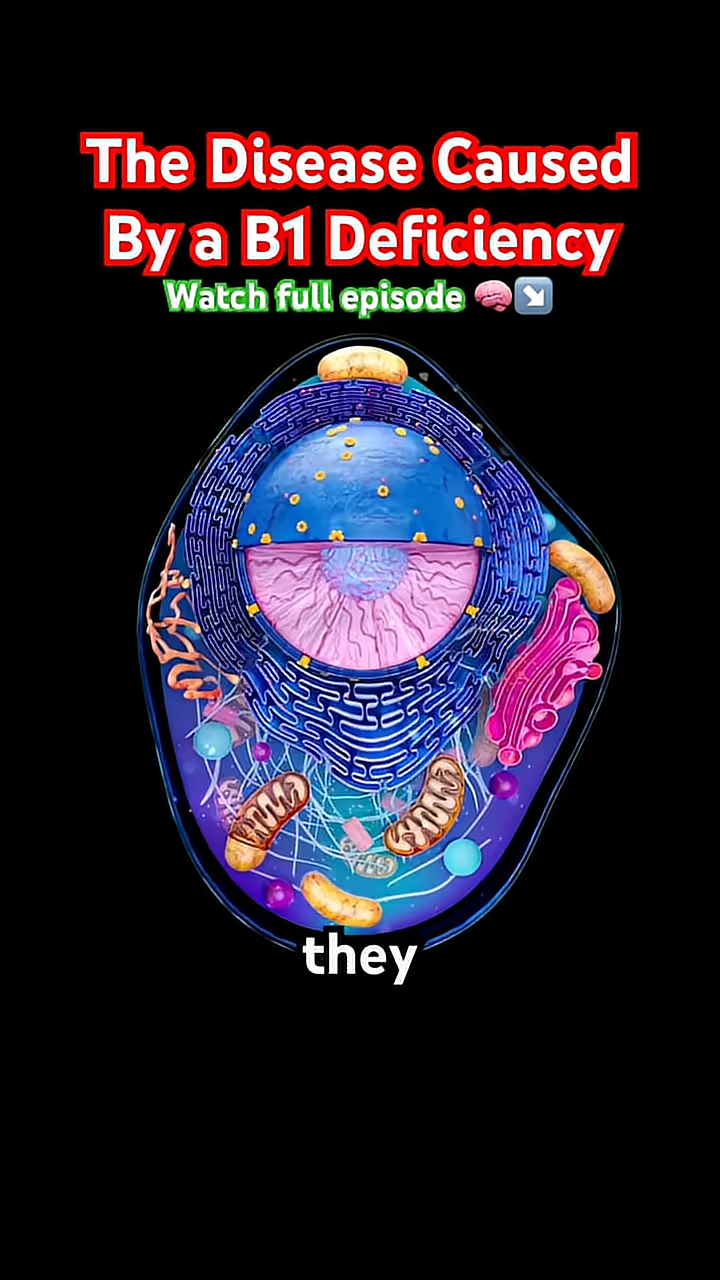 The Disease Caused
By a B1 Deficiency
Watch full episode 🧠↘️
they